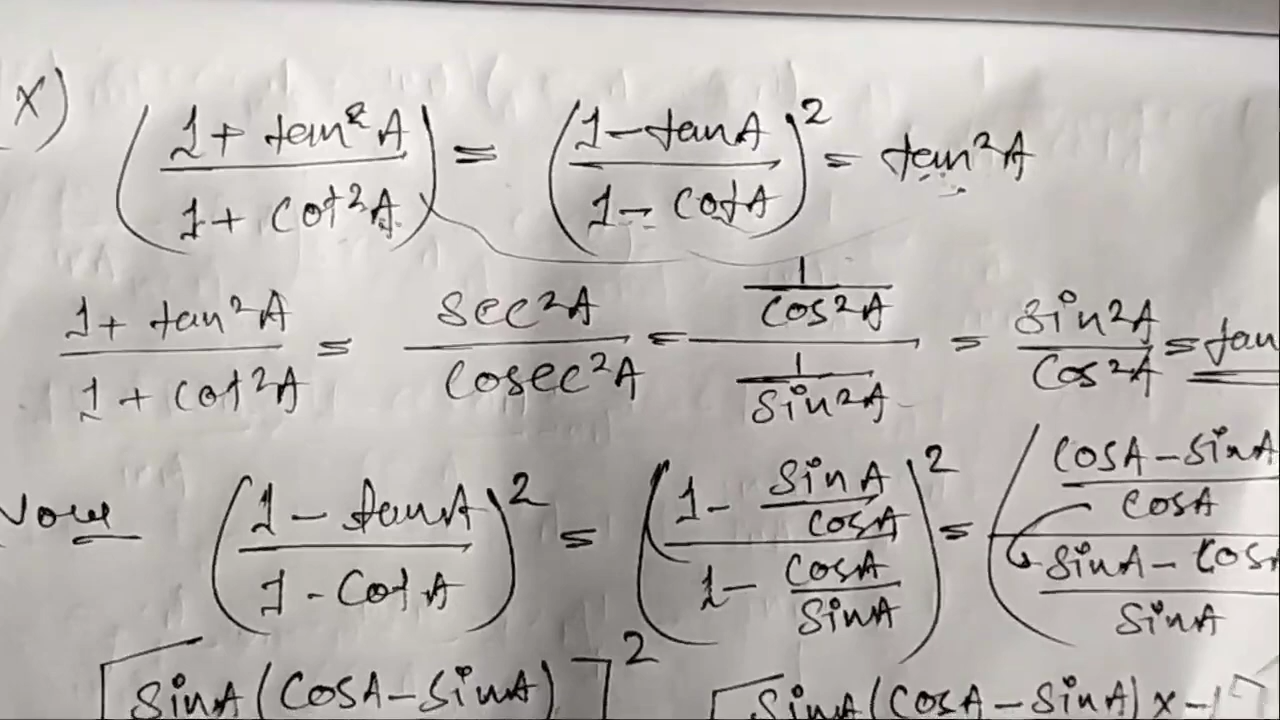 x) (1 + tan²A / 1 + cot²A) = (1 - tanA / 1 - cotA)² = tan²A
1 + tan²A / 1 + cot²A = sec²A / cosec²A = 1/cos²A / 1/sin²A = sin²A / cos²A = tan
Now (1 - tanA / 1 - cotA)² = (1 - sinA/cosA / 1 - cosA/sinA)² = (cosA - sinA / cosA / sinA - cos / sinA
[sinA(cosA - sinA) ]² [sinA(cosA - sinA) x -1]